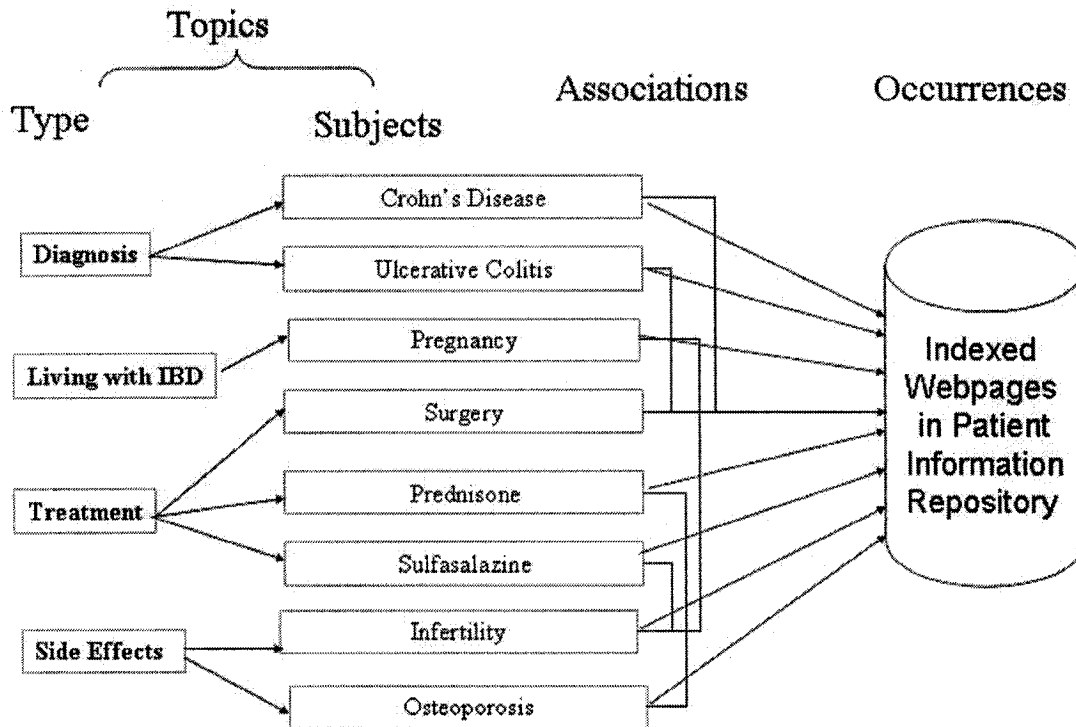 Topics
Type
Subjects
Associations
Occurrences
Diagnosis
Living with IBD
Treatment
Side Effects
Crohn's Disease
Ulcerative Colitis
Pregnancy
Surgery
Prednisone
Sulfasalazine
Infertility
Osteoporosis
Indexed
Webpages
in Patient
Information
Repository